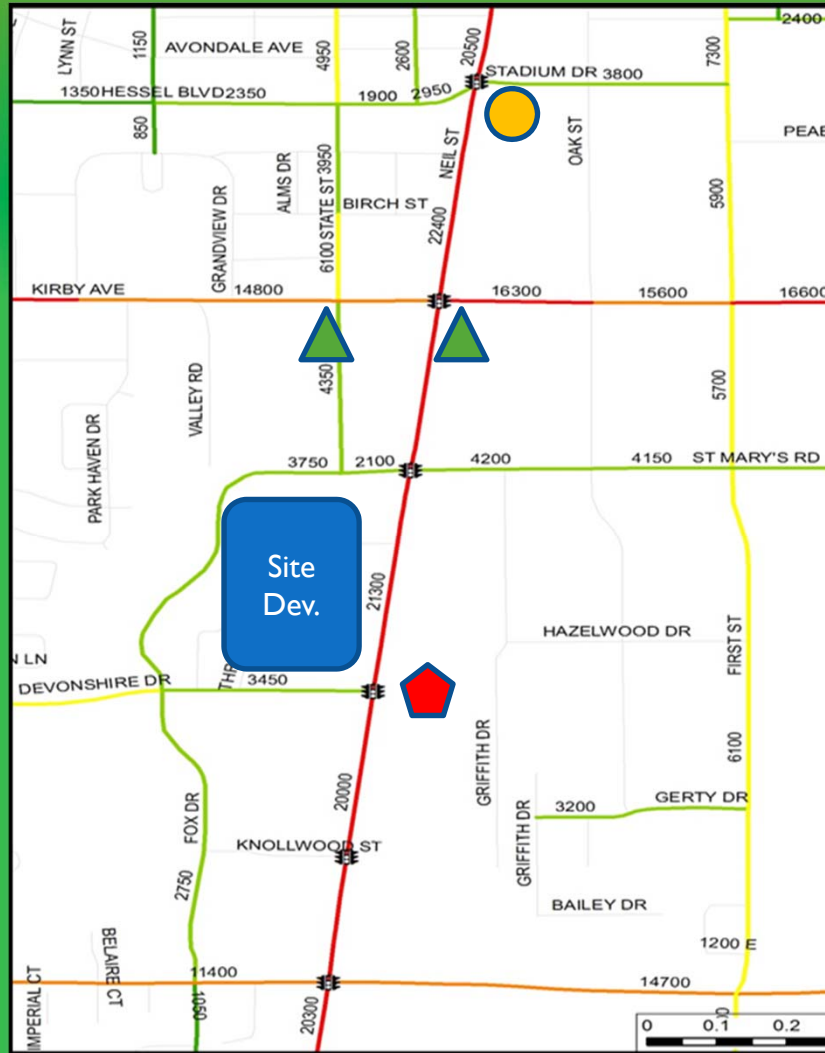 LYNN ST
1150
AVONDALE AVE
4950
2600
20500
7300
2400
STADIUM DR 3800
1350 HESSEL BLVD 2350
1900
2950
850
NEIL ST
OAK ST
3950
ALMS DR
GRANDVIEW DR
6100 STATE ST
BIRCH ST
22400
5900
KIRBY AVE
14800
16300
15600
16600
4350
VALLEY RD
5700
PARK HAVEN DR
3750
2100
4200
4150
ST MARY'S RD
Site
Dev.
21300
HAZELWOOD DR
FIRST ST
N LN
DEVONSHIRE DR
3450
GRIFFITH DR
6100
20000
FOX DR
KNOLLWOOD ST
2750
3200
GERTY DR
GRIFFITH DR
BAILEY DR
1200 E
BELAIRE CT
IMPERIAL CT
11400
14700
1050
20300
0 0.1 0.2